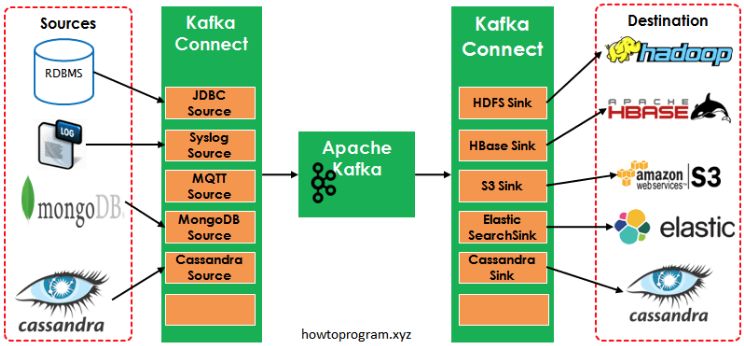 Sources
RDBMS
LOG
mongoDB
cassandra
Kafka
Connect
JDBC
Source
Syslog
Source
MQTT
Source
MongoDB
Source
Cassandra
Source
Apache
Kafka
howtoprogram.xyz
Kafka
Connect
HDFS Sink
HBase Sink
S3 Sink
Elastic
SearchSink
Cassandra
Sink
Destination
hadoop
APACHE
HBASE
amazon
webservices™
S3
elastic
cassandra